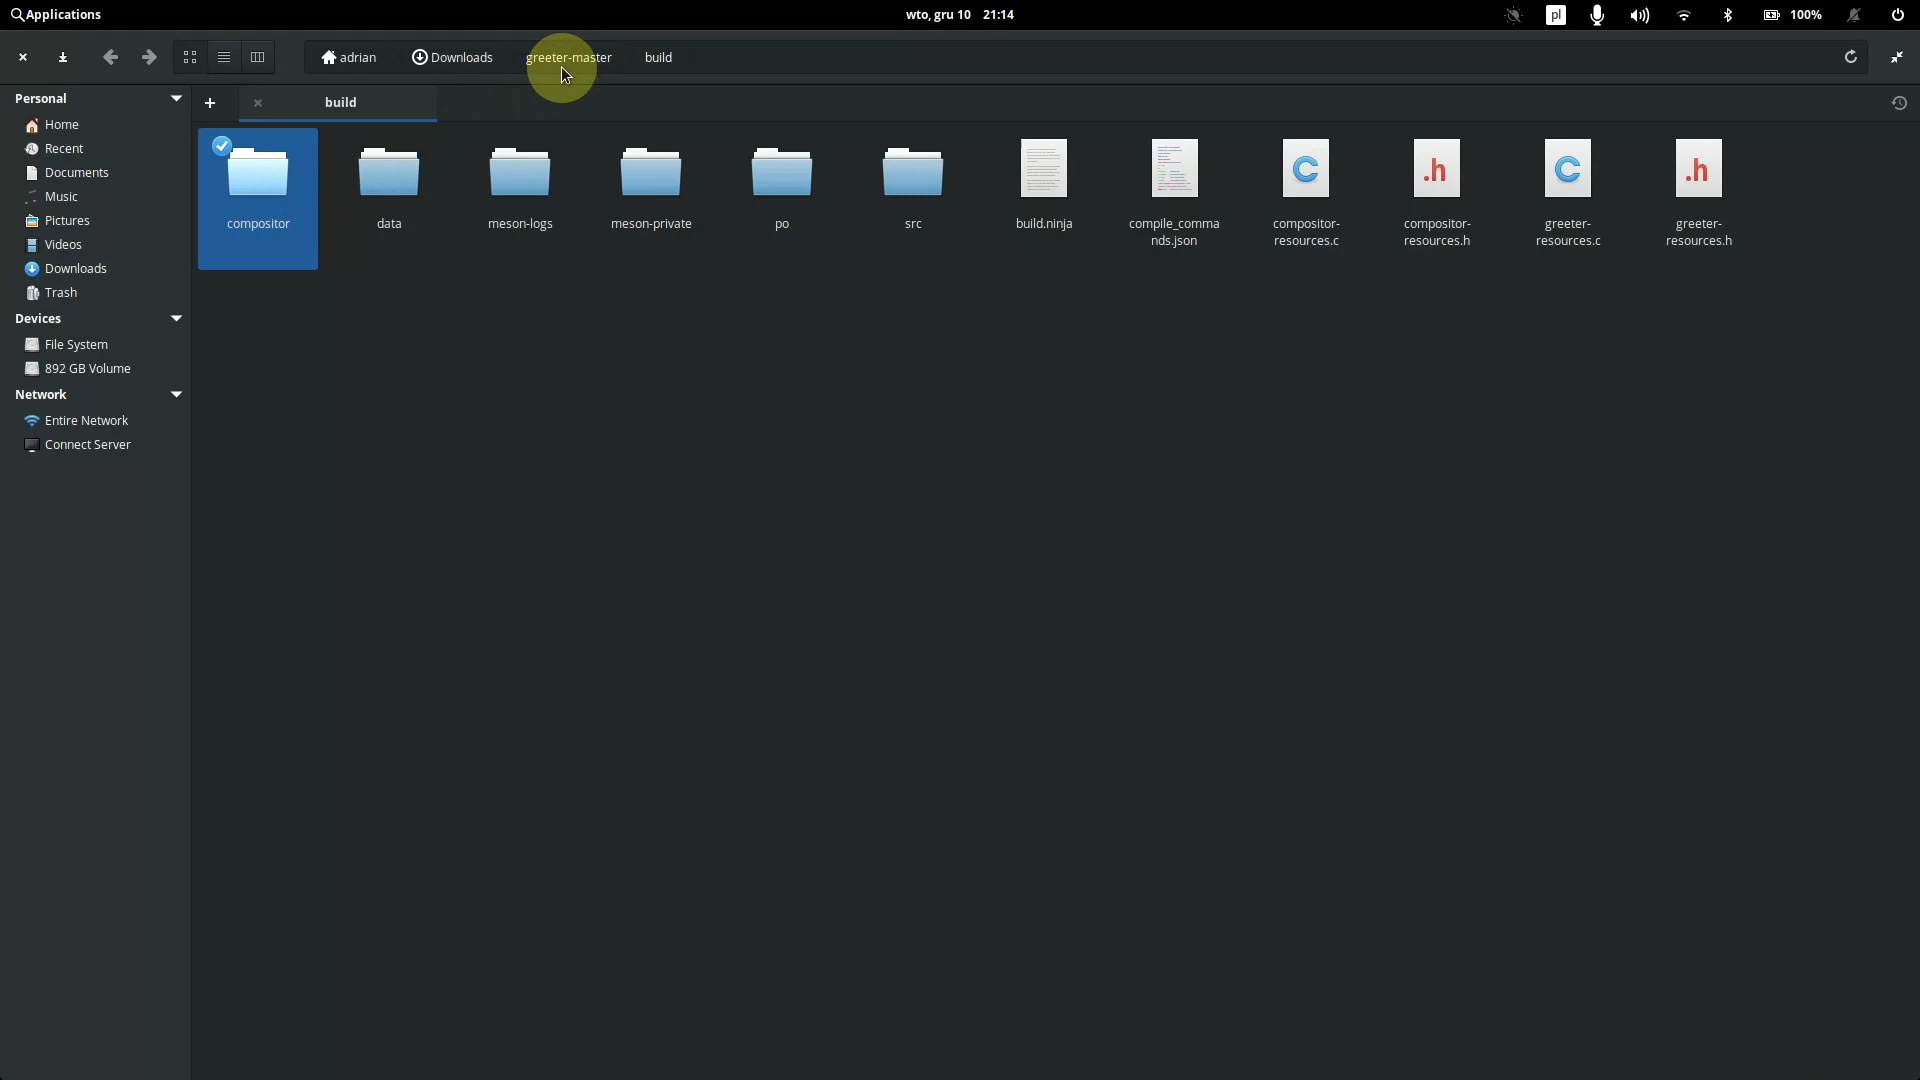 Applications
wto, gru 10 21:14
pl
100%
adrian
Downloads
greeter-master
build
Personal
build
Home
Recent
Documents
Music
Pictures
Videos
Downloads
Trash
Devices
File System
892 GB Volume
Network
Entire Network
Connect Server
compositor
data
meson-logs
meson-private
po
src
build.ninja
compile_comma
nds.json
compositor-
resources.c
compositor-
resources.h
greeter-
resources.c
greeter-
resources.h
C
.h
C
.h